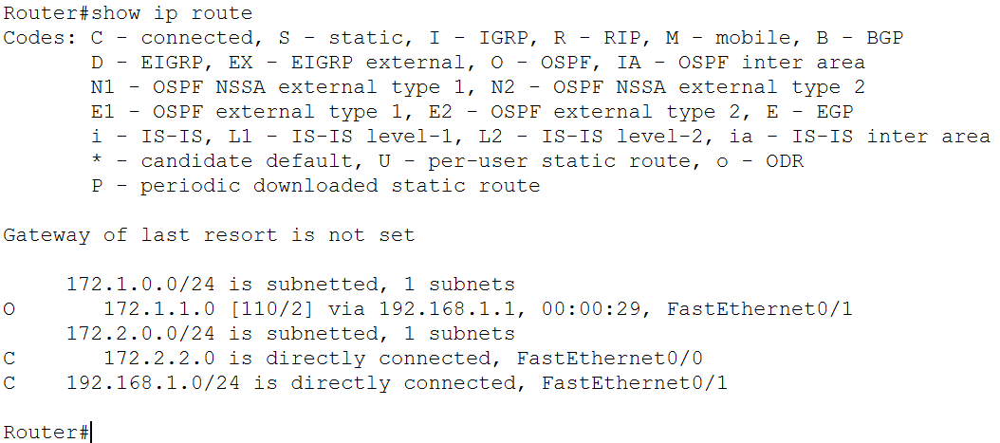 Router#show ip route
Codes: C - connected, S - static, I - IGRP, R - RIP, M - mobile, B - BGP
D - EIGRP, EX - EIGRP external, O - OSPF, IA - OSPF inter area
N1 - OSPF NSSA external type 1, N2 - OSPF NSSA external type 2
E1 - OSPF external type 1, E2 - OSPF external type 2, E - EGP
i - IS-IS, L1 - IS-IS level-1, L2 - IS-IS level-2, ia - IS-IS inter area
* - candidate default, U - per-user static route, o - ODR
P - periodic downloaded static route
Gateway of last resort is not set
172.1.0.0/24 is subnetted, 1 subnets
O 172.1.1.0 [110/2] via 192.168.1.1, 00:00:29, FastEthernet0/1
172.2.0.0/24 is subnetted, 1 subnets
C 172.2.2.0 is directly connected, FastEthernet0/0
C 192.168.1.0/24 is directly connected, FastEthernet0/1
Router#